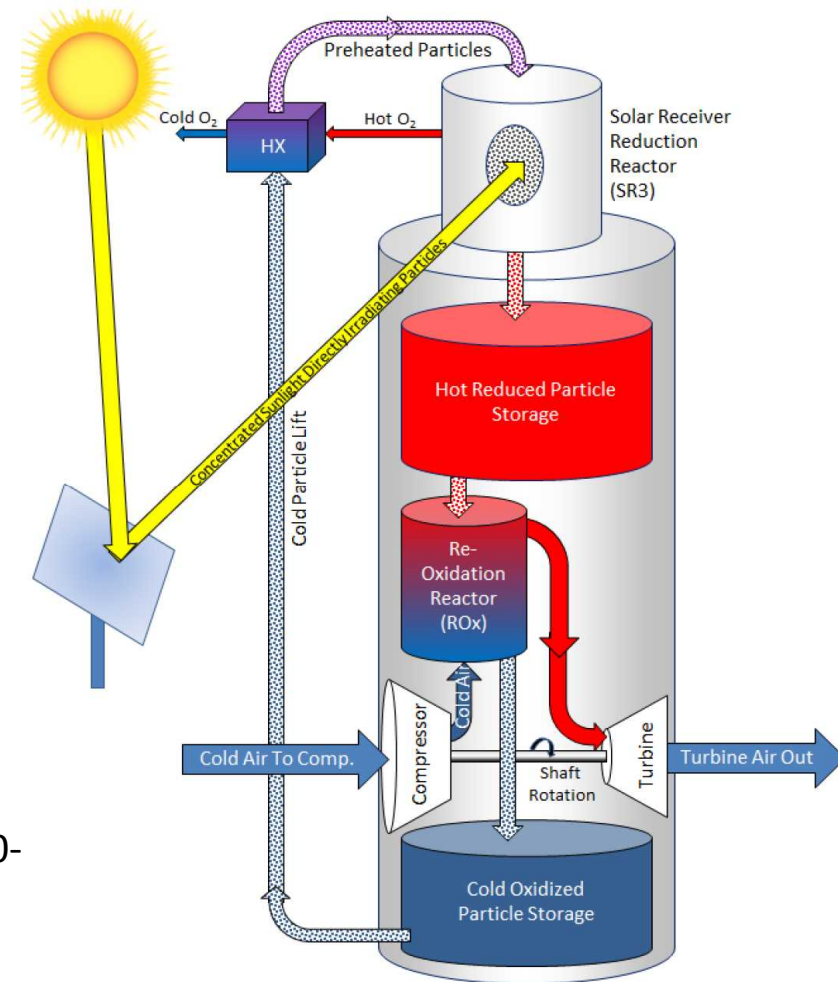 Preheated Particles
Cold O₂
Hot O₂
HX
Solar Receiver
Reduction
Reactor
(SR3)
Concentrated Sunlight Directly Irradiating Particles
Cold Particle Lift
Hot Reduced Particle
Storage
Re-
Oxidation
Reactor
(ROx)
Cold Air
Compressor
Cold Air To Comp.
Shaft
Rotation
Turbine
Turbine Air Out
0-
Cold Oxidized
Particle Storage